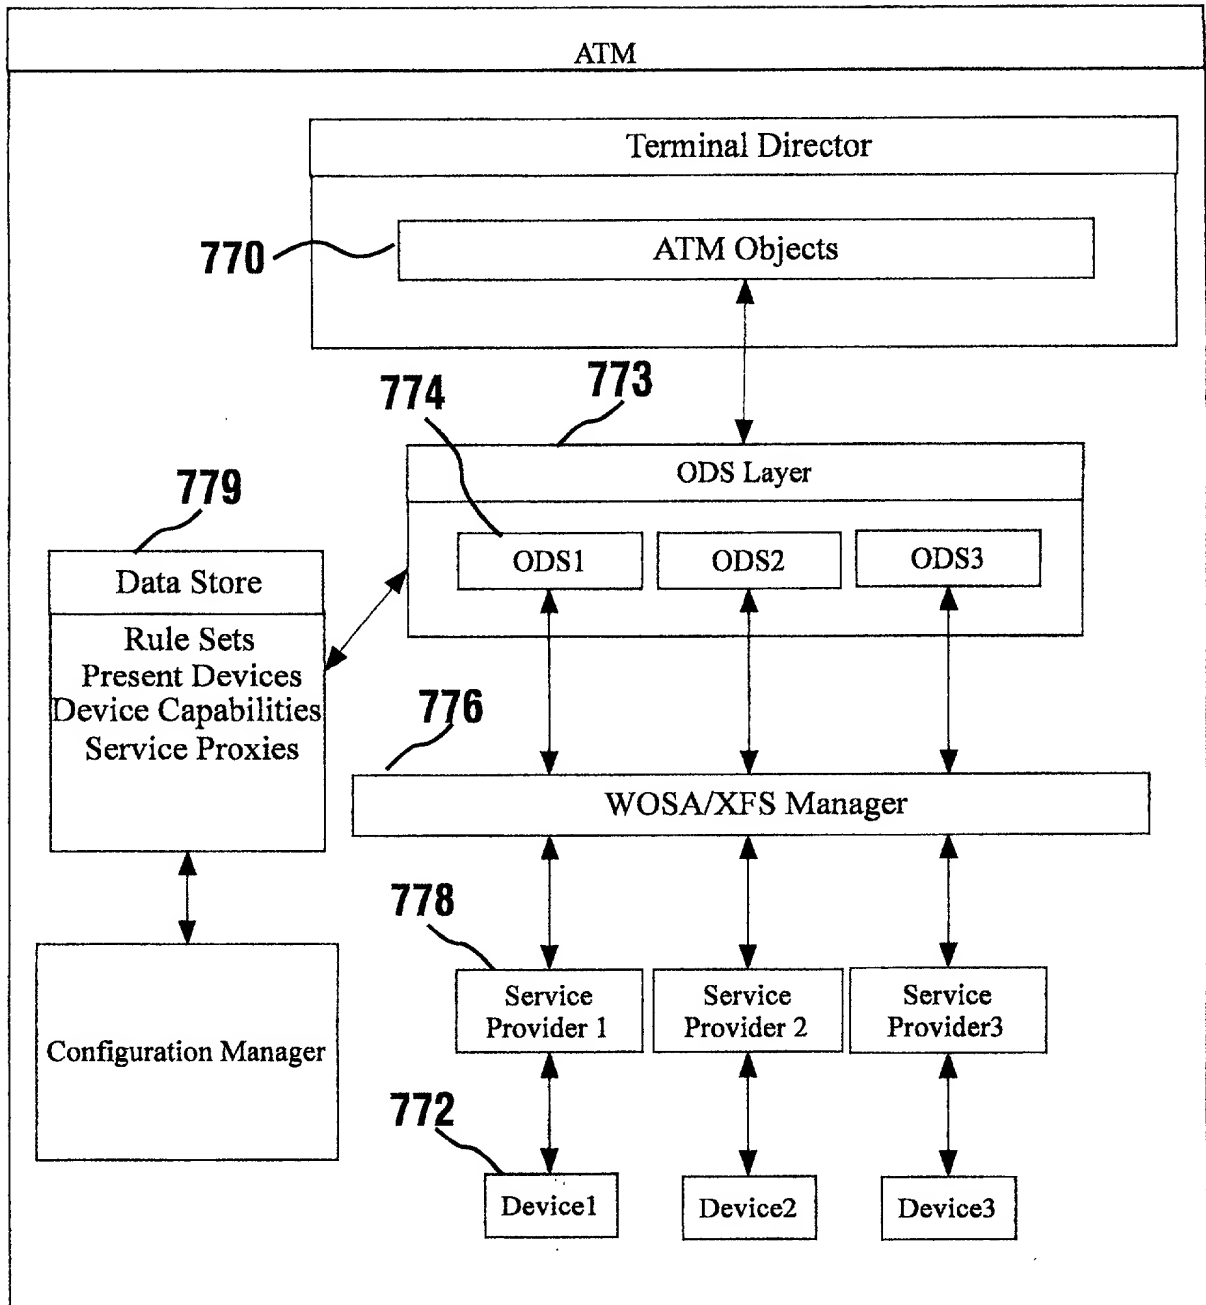 ATM
Terminal Director
770
ATM Objects
773
774
ODS Layer
779
ODS1
ODS2
ODS3
Data Store
Rule Sets
Present Devices
Device Capabilities
Service Proxies
776
WOSA/XFS Manager
778
Service
Provider 1
Service
Provider 2
Service
Provider3
Configuration Manager
772
Device1
Device2
Device3